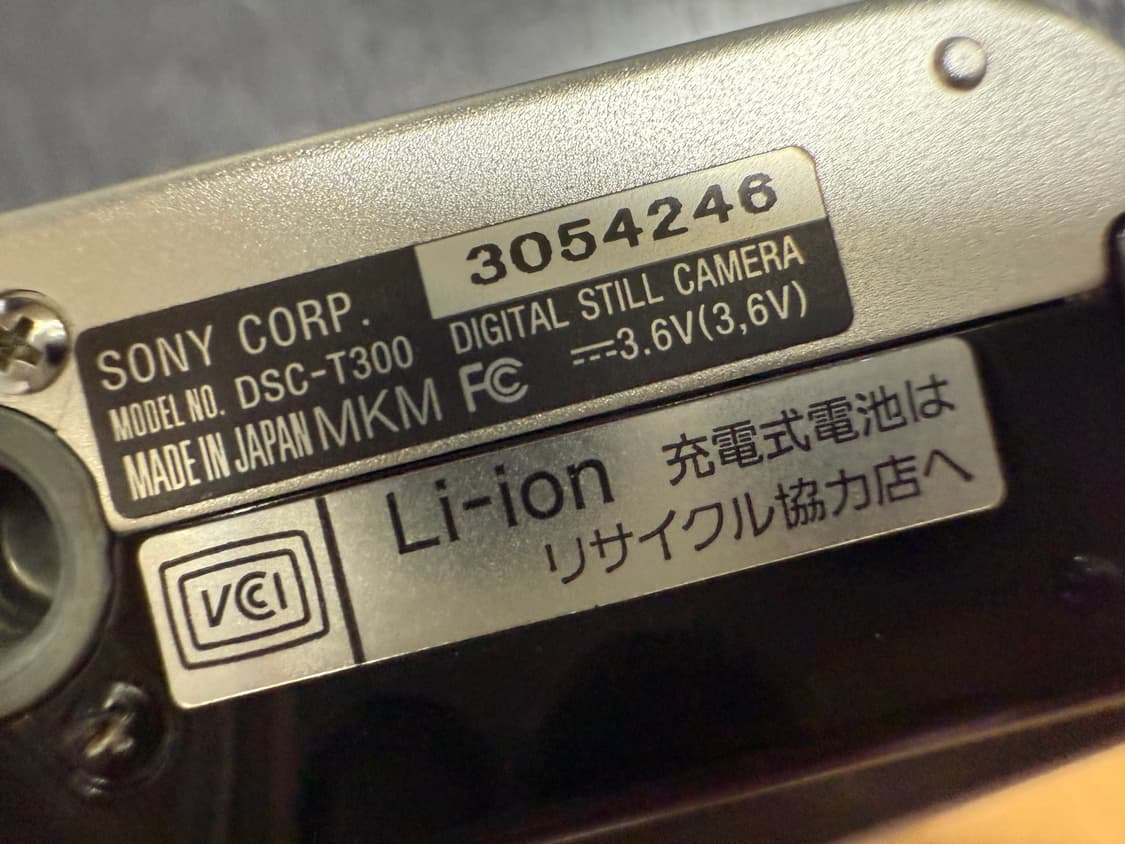 3054246
SONY CORP.
DIGITAL STILL CAMERA
MODEL NO. DSC-T300
⎓3.6V(3,6V)
MADE IN JAPAN MKM FC
Li-ion 充電式電池は
リサイクル協力店へ
VCCI